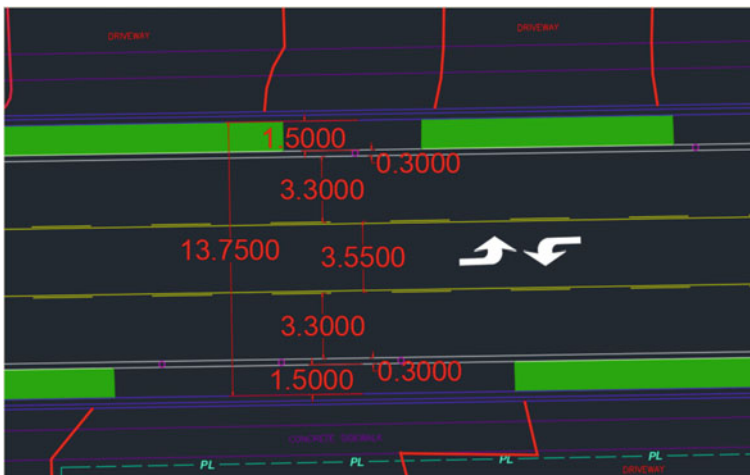 DRIVEWAY
DRIVEWAY
1.5000
0.3000
3.3000
13.7500
3.5500
3.3000
0.3000
1.5000
CONCRETE SIDEWALK
PL
PL
PL
PL
DRIVEWAY